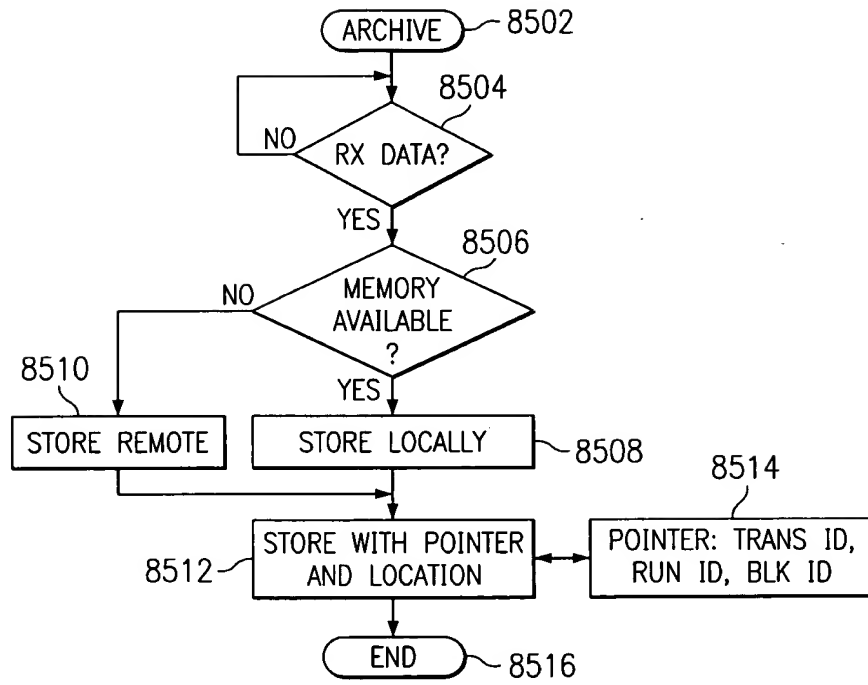 ARCHIVE
8502
8504
NO
RX DATA?
YES
8506
NO
MEMORY
AVAILABLE
?
8510
YES
STORE REMOTE
STORE LOCALLY
8508
8514
8512
STORE WITH POINTER
AND LOCATION
POINTER: TRANS ID,
RUN ID, BLK ID
END
8516